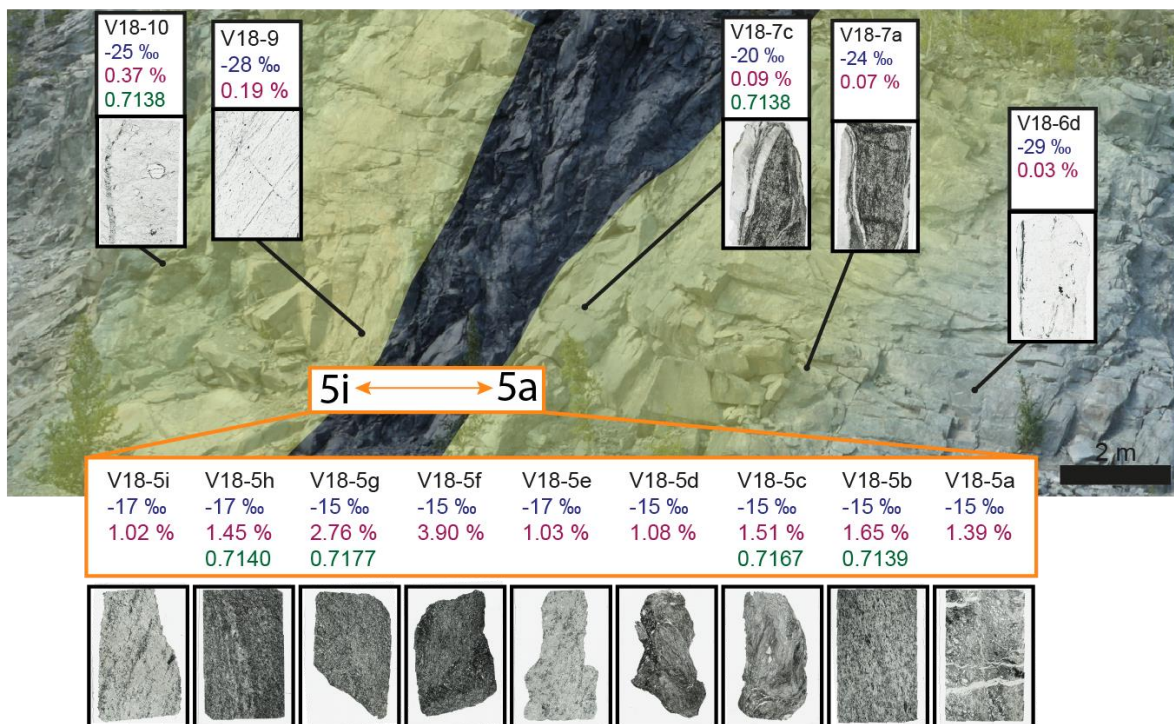 V18-10
-25 ‰
0.37 %
0.7138
V18-9
-28 ‰
0.19 %
V18-7c
-20 ‰
0.09 %
0.7138
V18-7a
-24 ‰
0.07 %
V18-6d
-29 ‰
0.03 %
5i 5a
2 m
V18-5i V18-5h V18-5g V18-5f V18-5e V18-5d V18-5c V18-5b V18-5a
-17 ‰ -17 ‰ -15 ‰ -15 ‰ -17 ‰ -15 ‰ -15 ‰ -15 ‰ -15 ‰
1.02 % 1.45 % 2.76 % 3.90 % 1.03 % 1.08 % 1.51 % 1.65 % 1.39 %
0.7140 0.7177 0.7167 0.7139